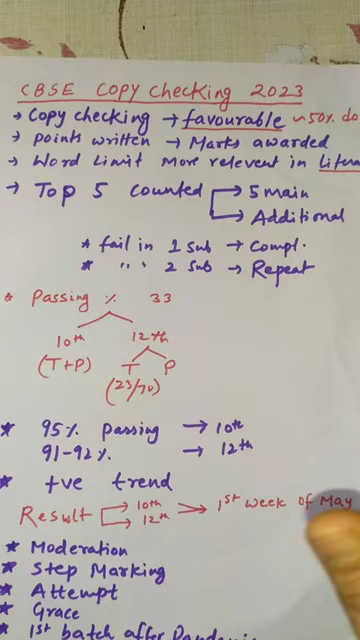 CBSE Copy Checking 2023
→ Copy checking → favourable ~50% do
→ points written → Marks awarded
→ Word Limit More relevent in Litera
→ Top 5 counted → 5 main
→ Additional
* fail in 1 Sub → Compl.
* " " 2 Sub → Repeat
* Passing % 33
10th 12th
(T+P) T P
(23/70)
* 95% Passing → 10th
91-92% → 12th
* +ve trend
Result → 10th → 1st week of May
→ 12th
* Moderation
* Step Marking
* Attempt
* Grace
* 1st batch after Pandemic